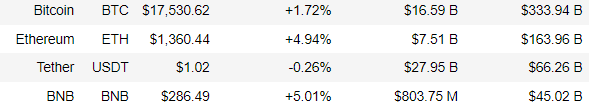 Bitcoin BTC $17,530.62 +1.72% $16.59 B $333.94 B
Ethereum ETH $1,360.44 +4.94% $7.51 B $163.96 B
Tether USDT $1.02 -0.26% $27.95 B $66.26 B
BNB BNB $286.49 +5.01% $803.75 M $45.02 B